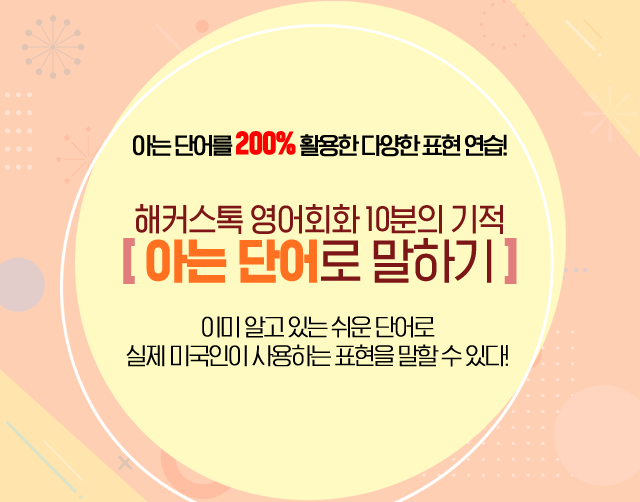 아는 단어를 200% 활용한 다양한 표현 연습!
해커스톡 영어회화 10분의 기적
[ 아는 단어로 말하기 ]
이미 알고 있는 쉬운 단어로
실제 미국인이 사용하는 표현을 말할 수 있다!